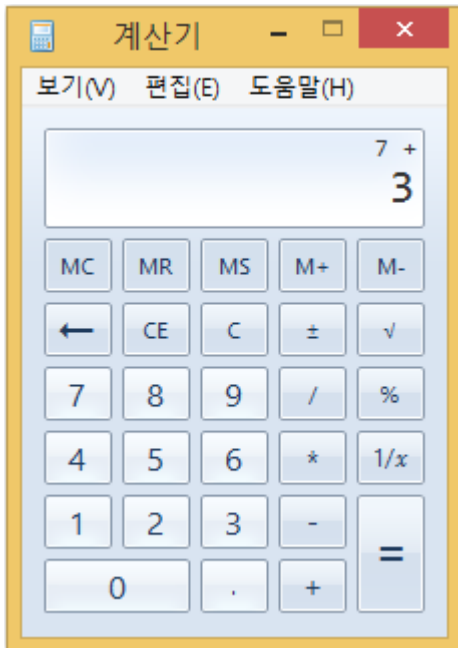 계산기
보기(V) 편집(E) 도움말(H)
7 +
3
MC MR MS M+ M-
← CE C ± √
7 8 9 / %
4 5 6 * 1/x
1 2 3 - =
0 . +